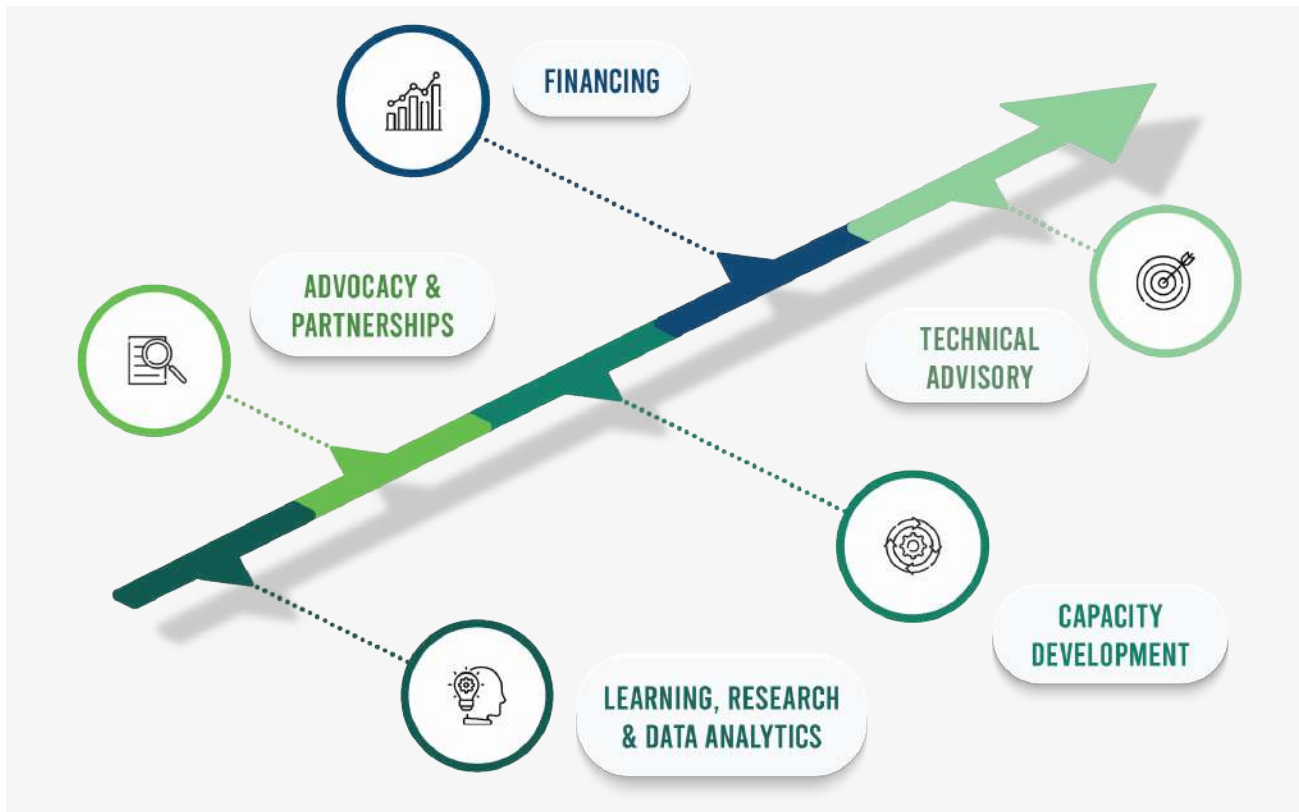 FINANCING
ADVOCACY &
PARTNERSHIPS
TECHNICAL
ADVISORY
CAPACITY
DEVELOPMENT
LEARNING, RESEARCH
& DATA ANALYTICS